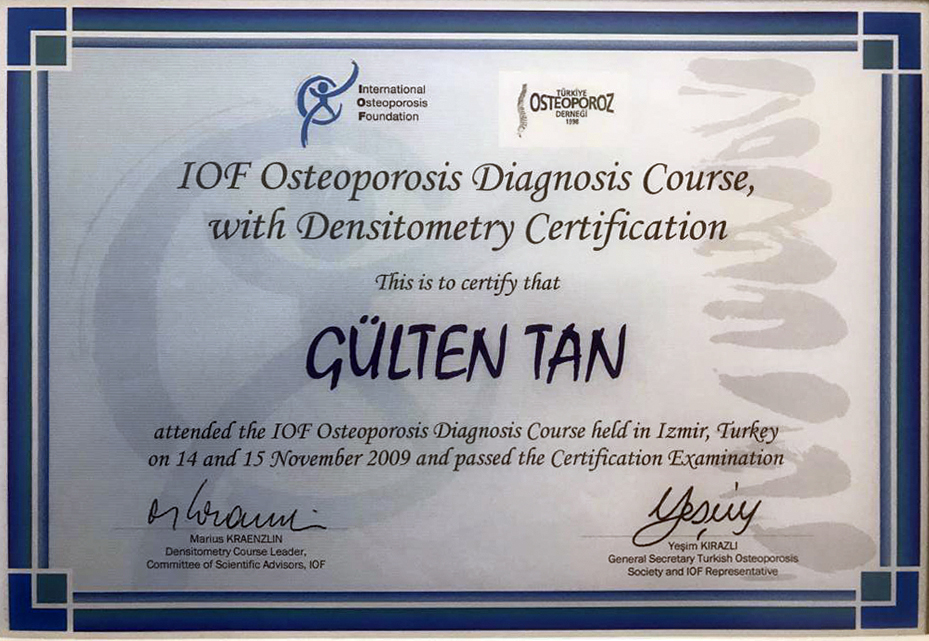 International
Osteoporosis
Foundation
TÜRKİYE
OSTEOPOROZ
DERNEĞİ
1998
IOF Osteoporosis Diagnosis Course,
with Densitometry Certification
This is to certify that
GÜLTEN TAN
attended the IOF Osteoporosis Diagnosis Course held in Izmir, Turkey
on 14 and 15 November 2009 and passed the Certification Examination
Marius KRAENZLIN
Densitometry Course Leader,
Committee of Scientific Advisors, IOF
Yeşim
Yeşim KIRAZLI
General Secretary Turkish Osteoporosis
Society and IOF Representative